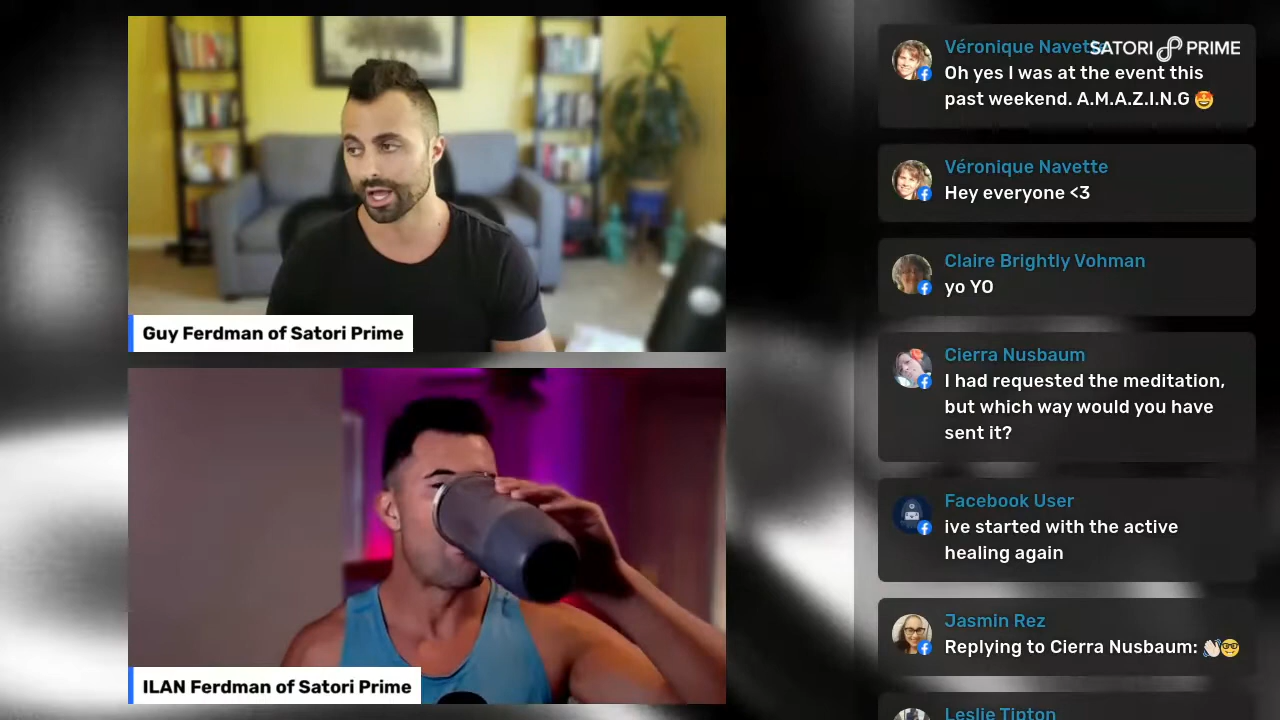 Guy Ferdman of Satori Prime
ILAN Ferdman of Satori Prime
SATORI PRIME
Véronique Navette
Oh yes I was at the event this
past weekend. A.M.A.Z.I.N.G 🤩
Véronique Navette
Hey everyone <3
Claire Brightly Vohman
yo YO
Cierra Nusbaum
I had requested the meditation,
but which way would you have
sent it?
Facebook User
ive started with the active
healing again
Jasmin Rez
Replying to Cierra Nusbaum: 👋🏻🤓
Leslie Tipton